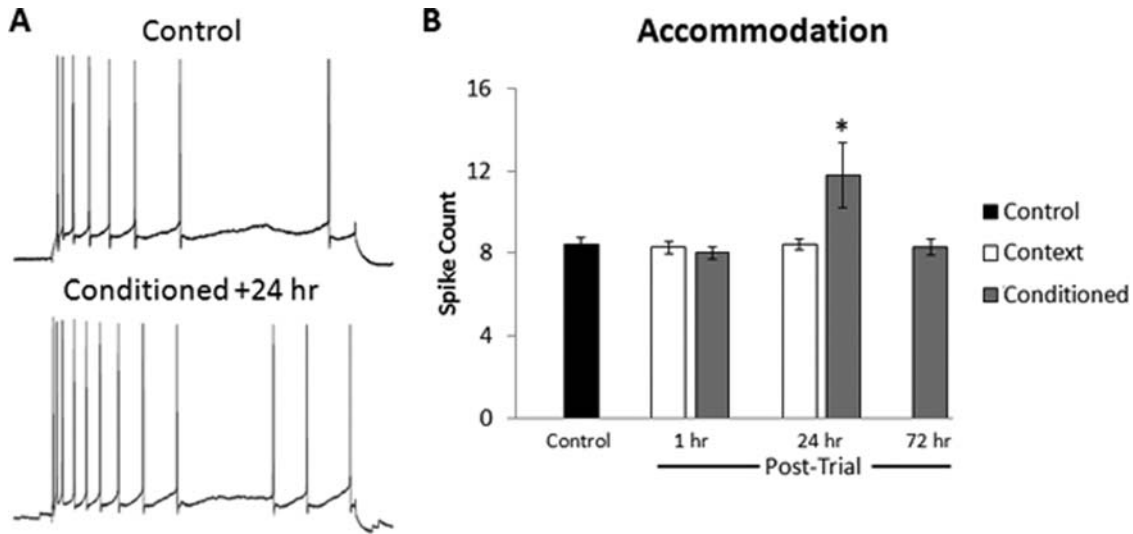 A
Control
Conditioned +24 hr
B
Accommodation
Spike Count
16
12
8
4
0
*
Control
1 hr
24 hr
72 hr
Post-Trial
Control
Context
Conditioned